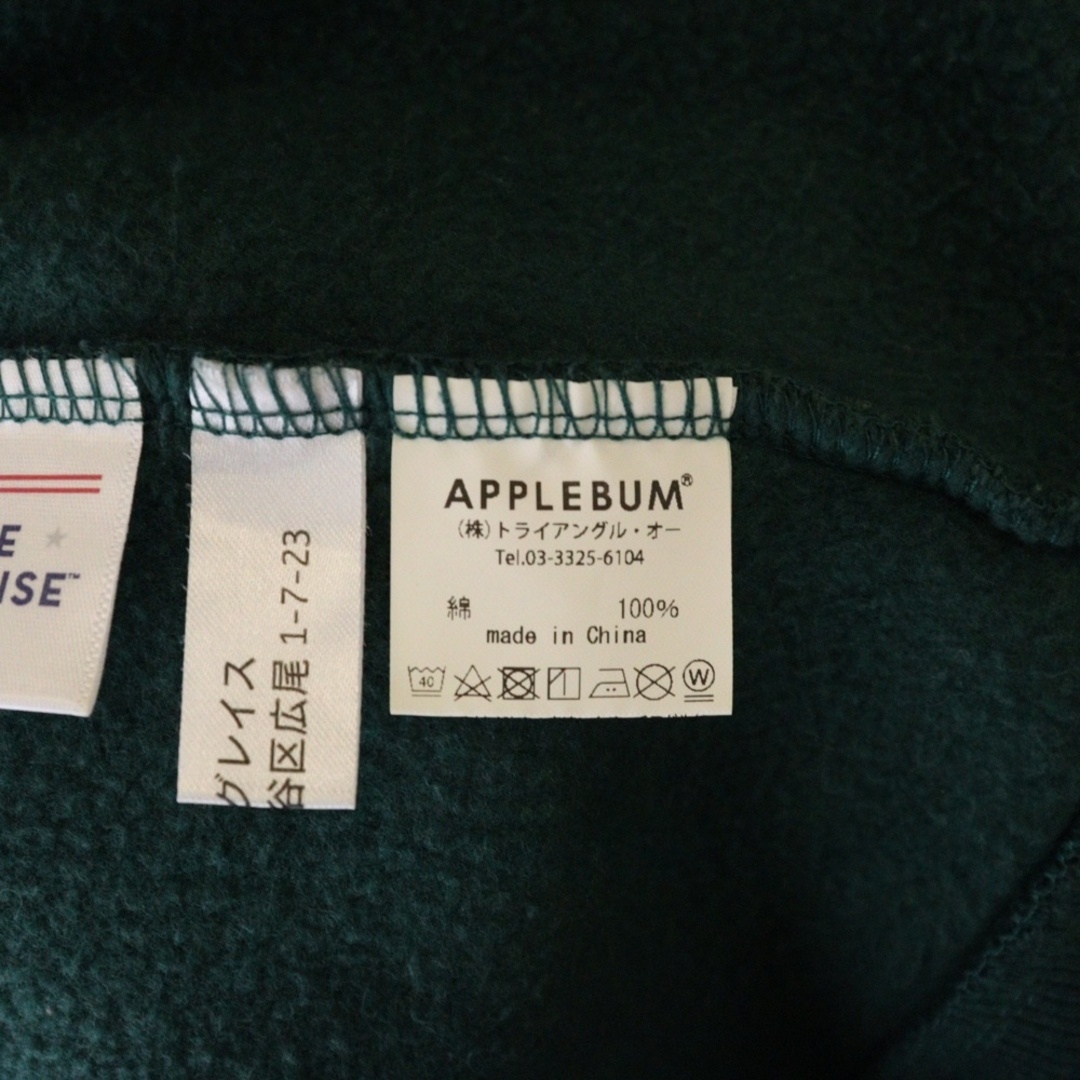 APPLEBUM®
(株)トライアングル・オー
Tel.03-3325-6104
綿 100%
made in China
40
W
グレイス
谷区広尾 1-7-23
E
ISE™